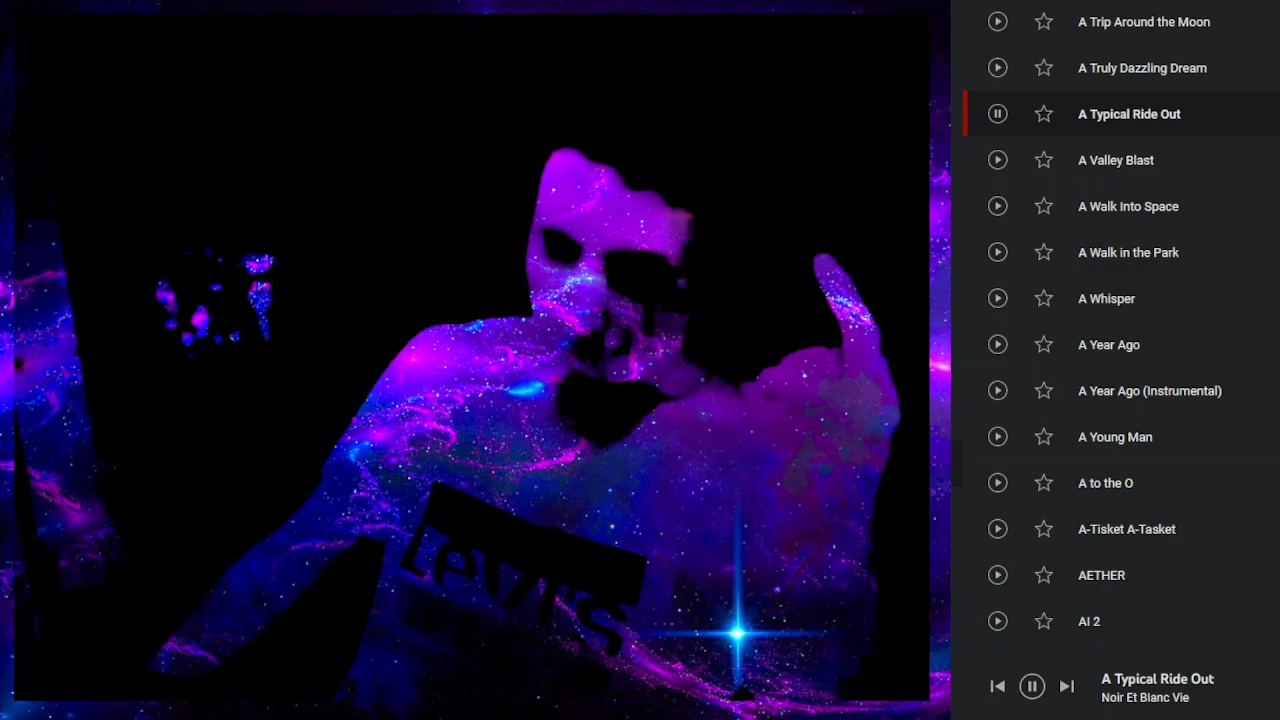 A Trip Around the Moon
A Truly Dazzling Dream
A Typical Ride Out
A Valley Blast
A Walk Into Space
A Walk in the Park
A Whisper
A Year Ago
A Year Ago (Instrumental)
A Young Man
A to the O
A-Tisket A-Tasket
AETHER
AI 2
A Typical Ride Out
Noir Et Blanc Vie
Levi's